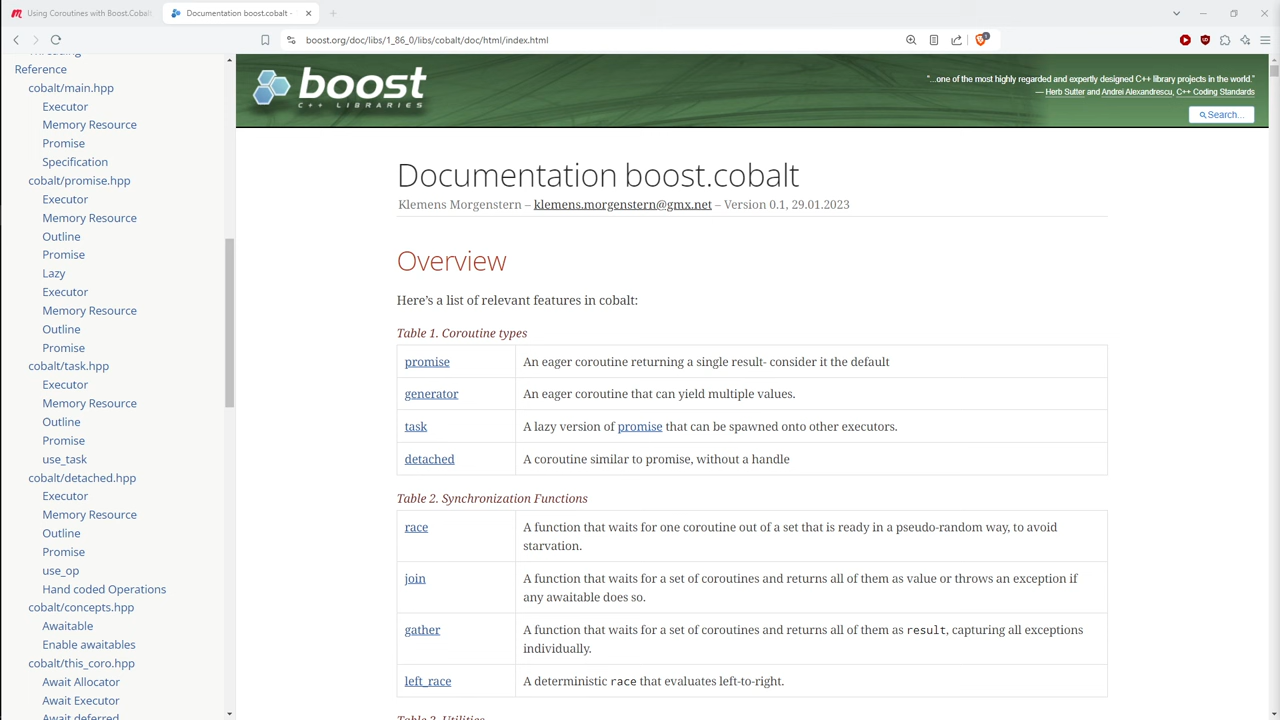 Using Coroutines with Boost.Cobal
Documentation boost.cobalt -
boost.org/doc/libs/1_86_0/libs/cobalt/doc/html/index.html
Reference
cobalt/main.hpp
Executor
Memory Resource
Promise
Specification
cobalt/promise.hpp
Executor
Memory Resource
Outline
Promise
Lazy
Executor
Memory Resource
Outline
Promise
cobalt/task.hpp
Executor
Memory Resource
Outline
Promise
use_task
cobalt/detached.hpp
Executor
Memory Resource
Outline
Promise
use_op
Hand coded Operations
cobalt/concepts.hpp
Awaitable
Enable awaitables
cobalt/this_coro.hpp
Await Allocator
Await Executor
Await deferred
boost
C++ LIBRARIES
"...one of the most highly regarded and expertly designed C++ library projects in the world."
— Herb Sutter and Andrei Alexandrescu, C++ Coding Standards
Search...
Documentation boost.cobalt
Klemens Morgenstern – klemens.morgenstern@gmx.net – Version 0.1, 29.01.2023
Overview
Here’s a list of relevant features in cobalt:
Table 1. Coroutine types
promise An eager coroutine returning a single result- consider it the default
generator An eager coroutine that can yield multiple values.
task A lazy version of promise that can be spawned onto other executors.
detached A coroutine similar to promise, without a handle
Table 2. Synchronization Functions
race A function that waits for one coroutine out of a set that is ready in a pseudo-random way, to avoid
starvation.
join A function that waits for a set of coroutines and returns all of them as value or throws an exception if
any awaitable does so.
gather A function that waits for a set of coroutines and returns all of them as result, capturing all exceptions
individually.
left_race A deterministic race that evaluates left-to-right.
Table 3. Utilities